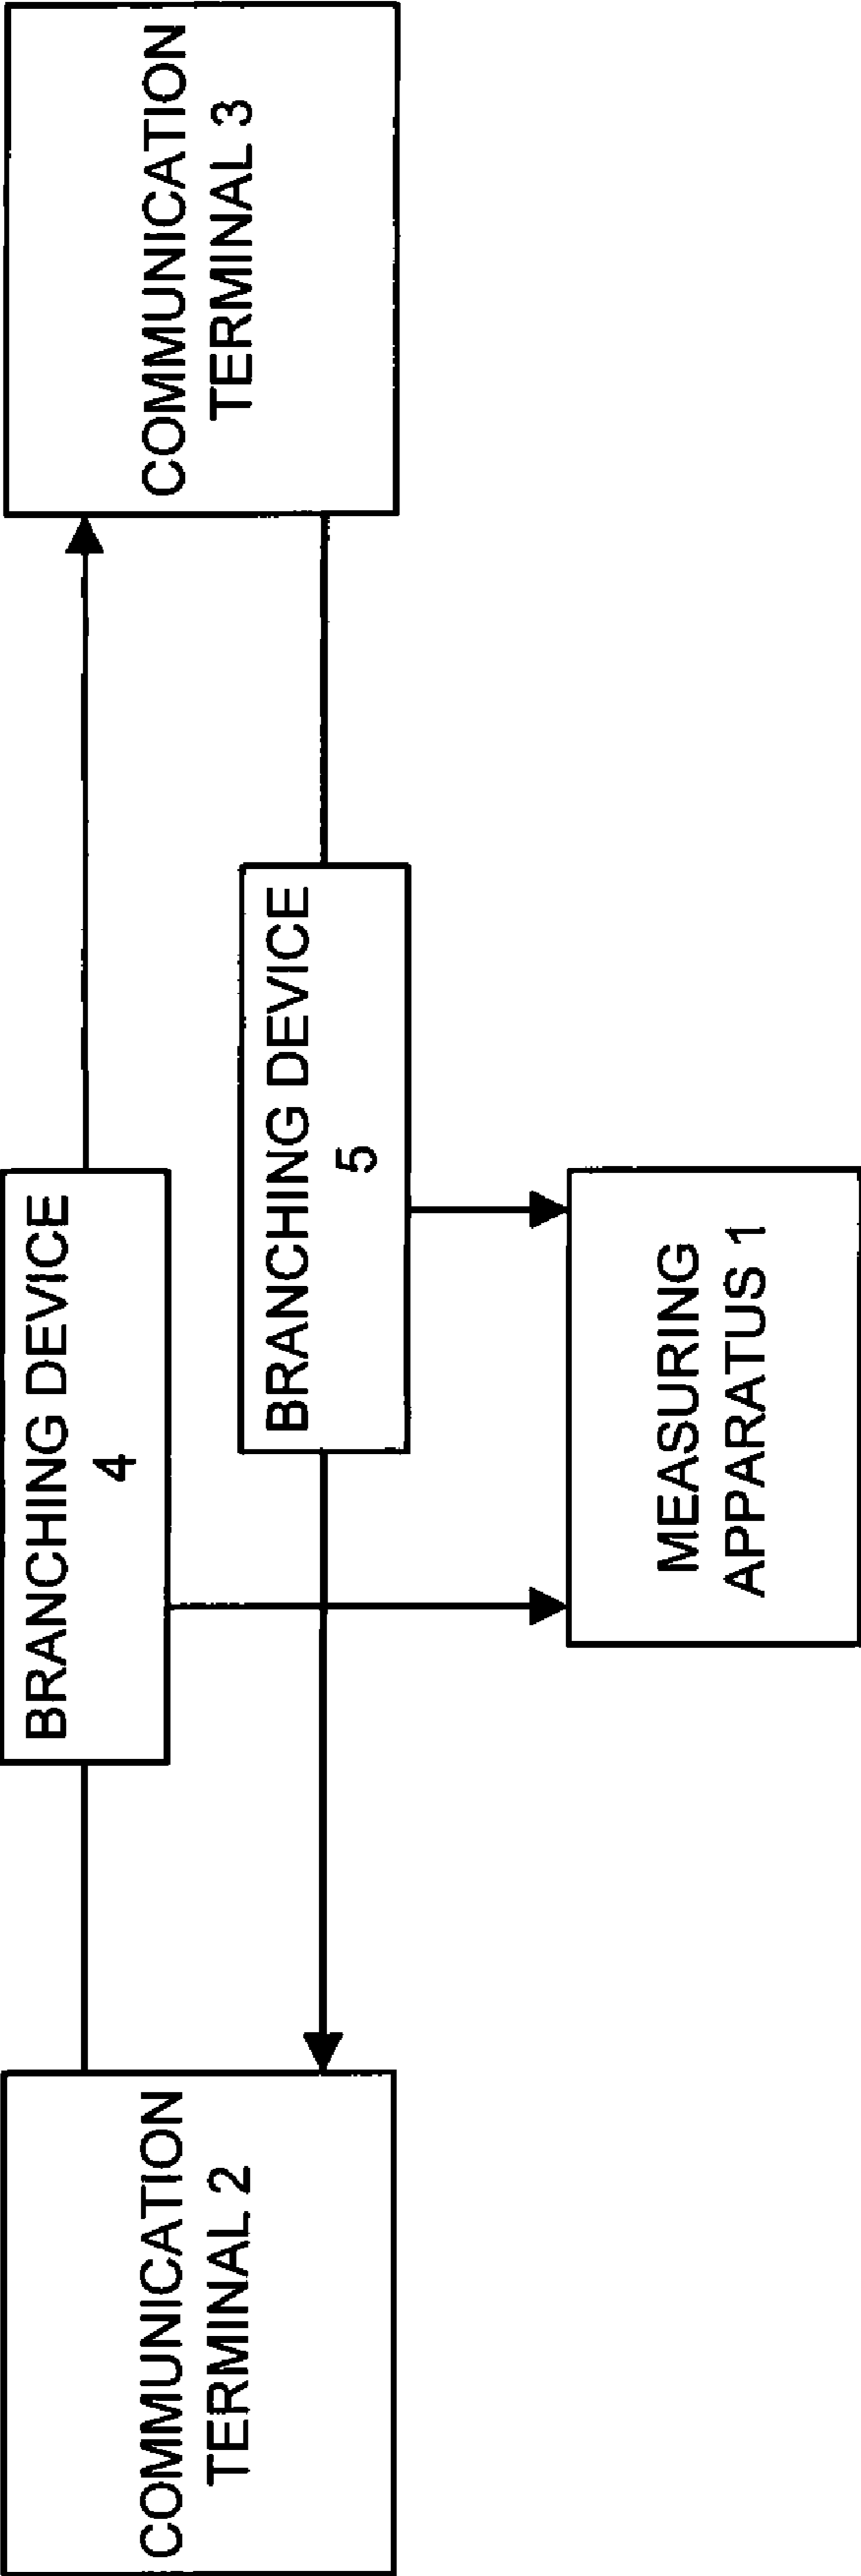 COMMUNICATION
TERMINAL 2
BRANCHING DEVICE
4
BRANCHING DEVICE
5
COMMUNICATION
TERMINAL 3
MEASURING
APPARATUS 1